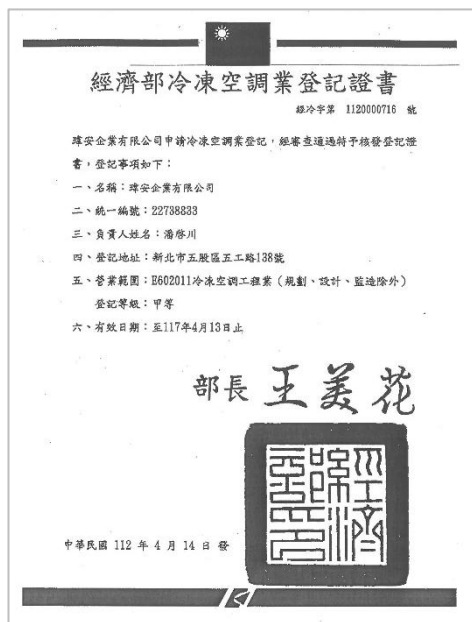 經濟部冷凍空調業登記證書
經冷字第 1120000716 號
瑋安企業有限公司申請冷凍空調業登記，經審查通過特予核發登記證
書，登記事項如下：
一、名稱：瑋安企業有限公司
二、統一編號：22738833
三、負責人姓名：潘啓川
四、登記地址：新北市五股區五工路138號
五、營業範圍：E602011冷凍空調工程業（規劃、設計、監造除外）
登記等級：甲等
六、有效日期：至117年4月13日止
部長 王美花
經濟部印
中華民國 112 年 4 月 14 日 發